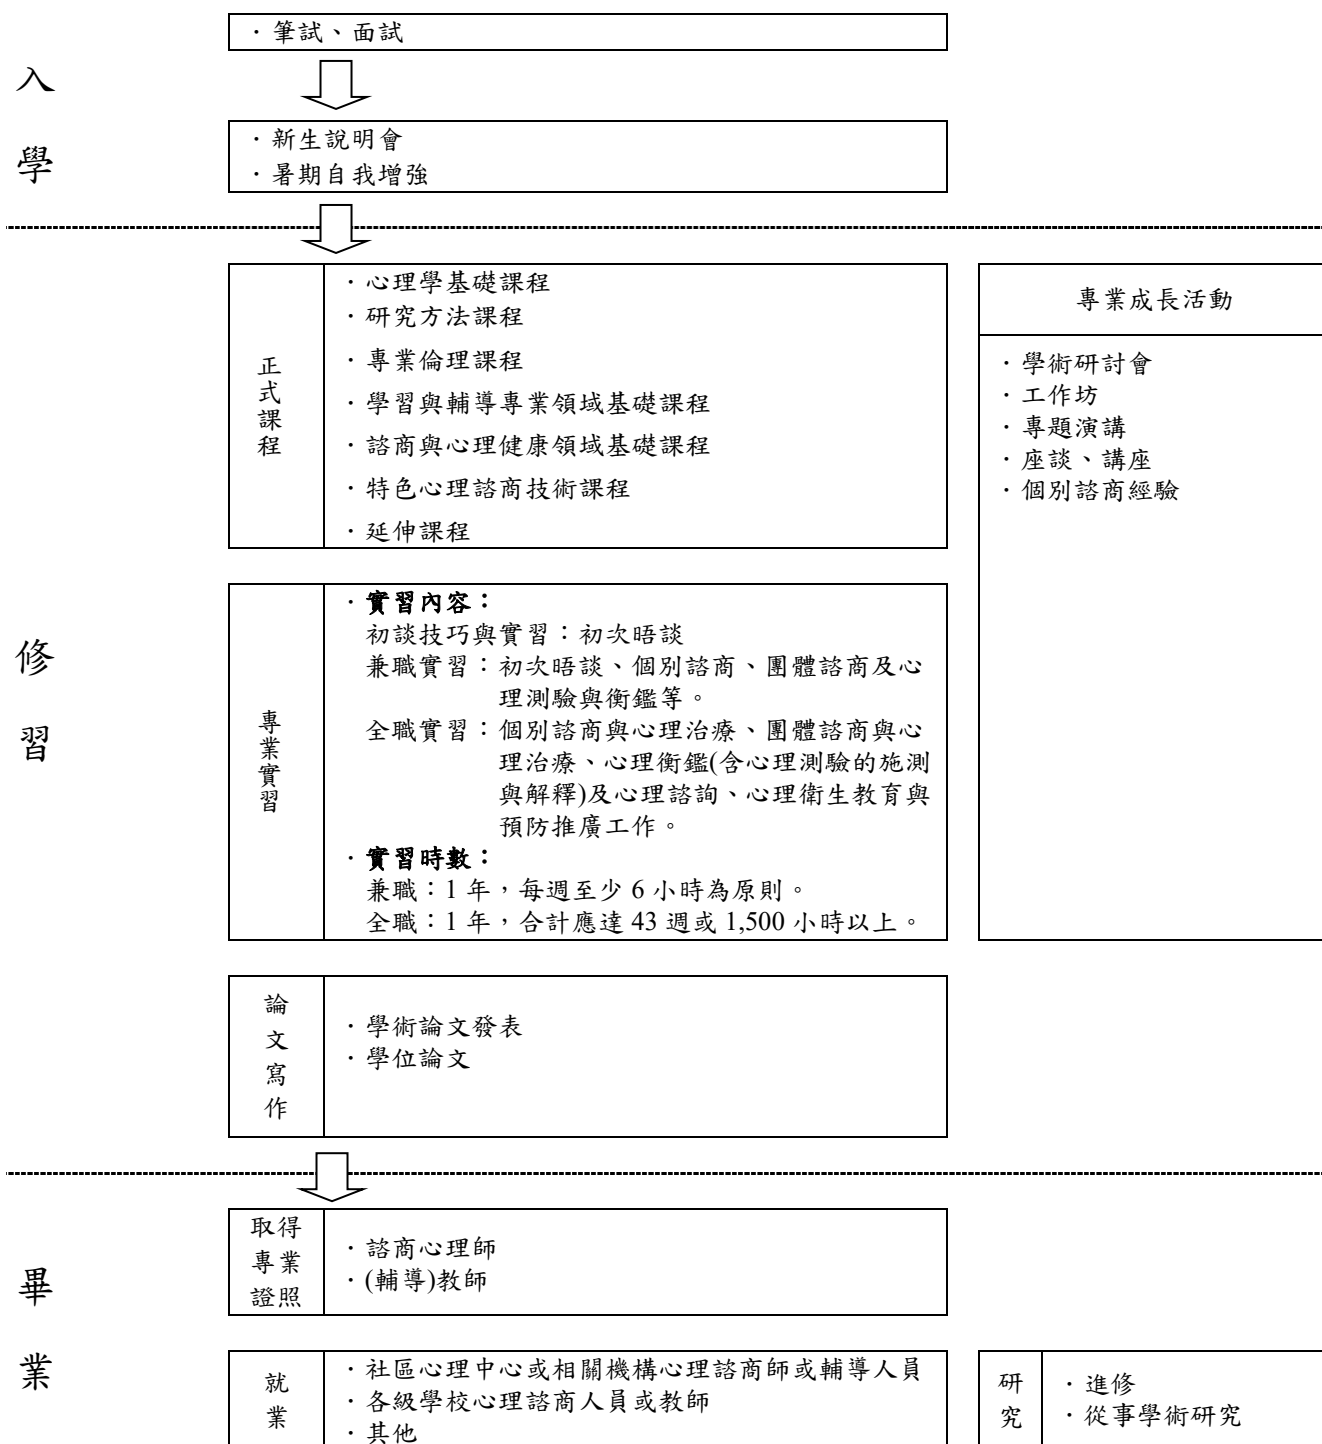 入學
‧筆試、面試
‧新生說明會
‧暑期自我增強
修習
正式課程
‧心理學基礎課程
‧研究方法課程
‧專業倫理課程
‧學習與輔導專業領域基礎課程
‧諮商與心理健康領域基礎課程
‧特色心理諮商技術課程
‧延伸課程
專業成長活動
‧學術研討會
‧工作坊
‧專題演講
‧座談、講座
‧個別諮商經驗
專業實習
‧實習內容：
初談技巧與實習：初次晤談
兼職實習：初次晤談、個別諮商、團體諮商及心
理測驗與衡鑑等。
全職實習：個別諮商與心理治療、團體諮商與心
理治療、心理衡鑑(含心理測驗的施測
與解釋)及心理諮詢、心理衛生教育與
預防推廣工作。
‧實習時數：
兼職：1 年，每週至少 6 小時為原則。
全職：1 年，合計應達 43 週或 1,500 小時以上。
論文寫作
‧學術論文發表
‧學位論文
畢業
取得
專業
證照
‧諮商心理師
‧(輔導)教師
就業
‧社區心理中心或相關機構心理諮商師或輔導人員
‧各級學校心理諮商人員或教師
‧其他
研究
‧進修
‧從事學術研究